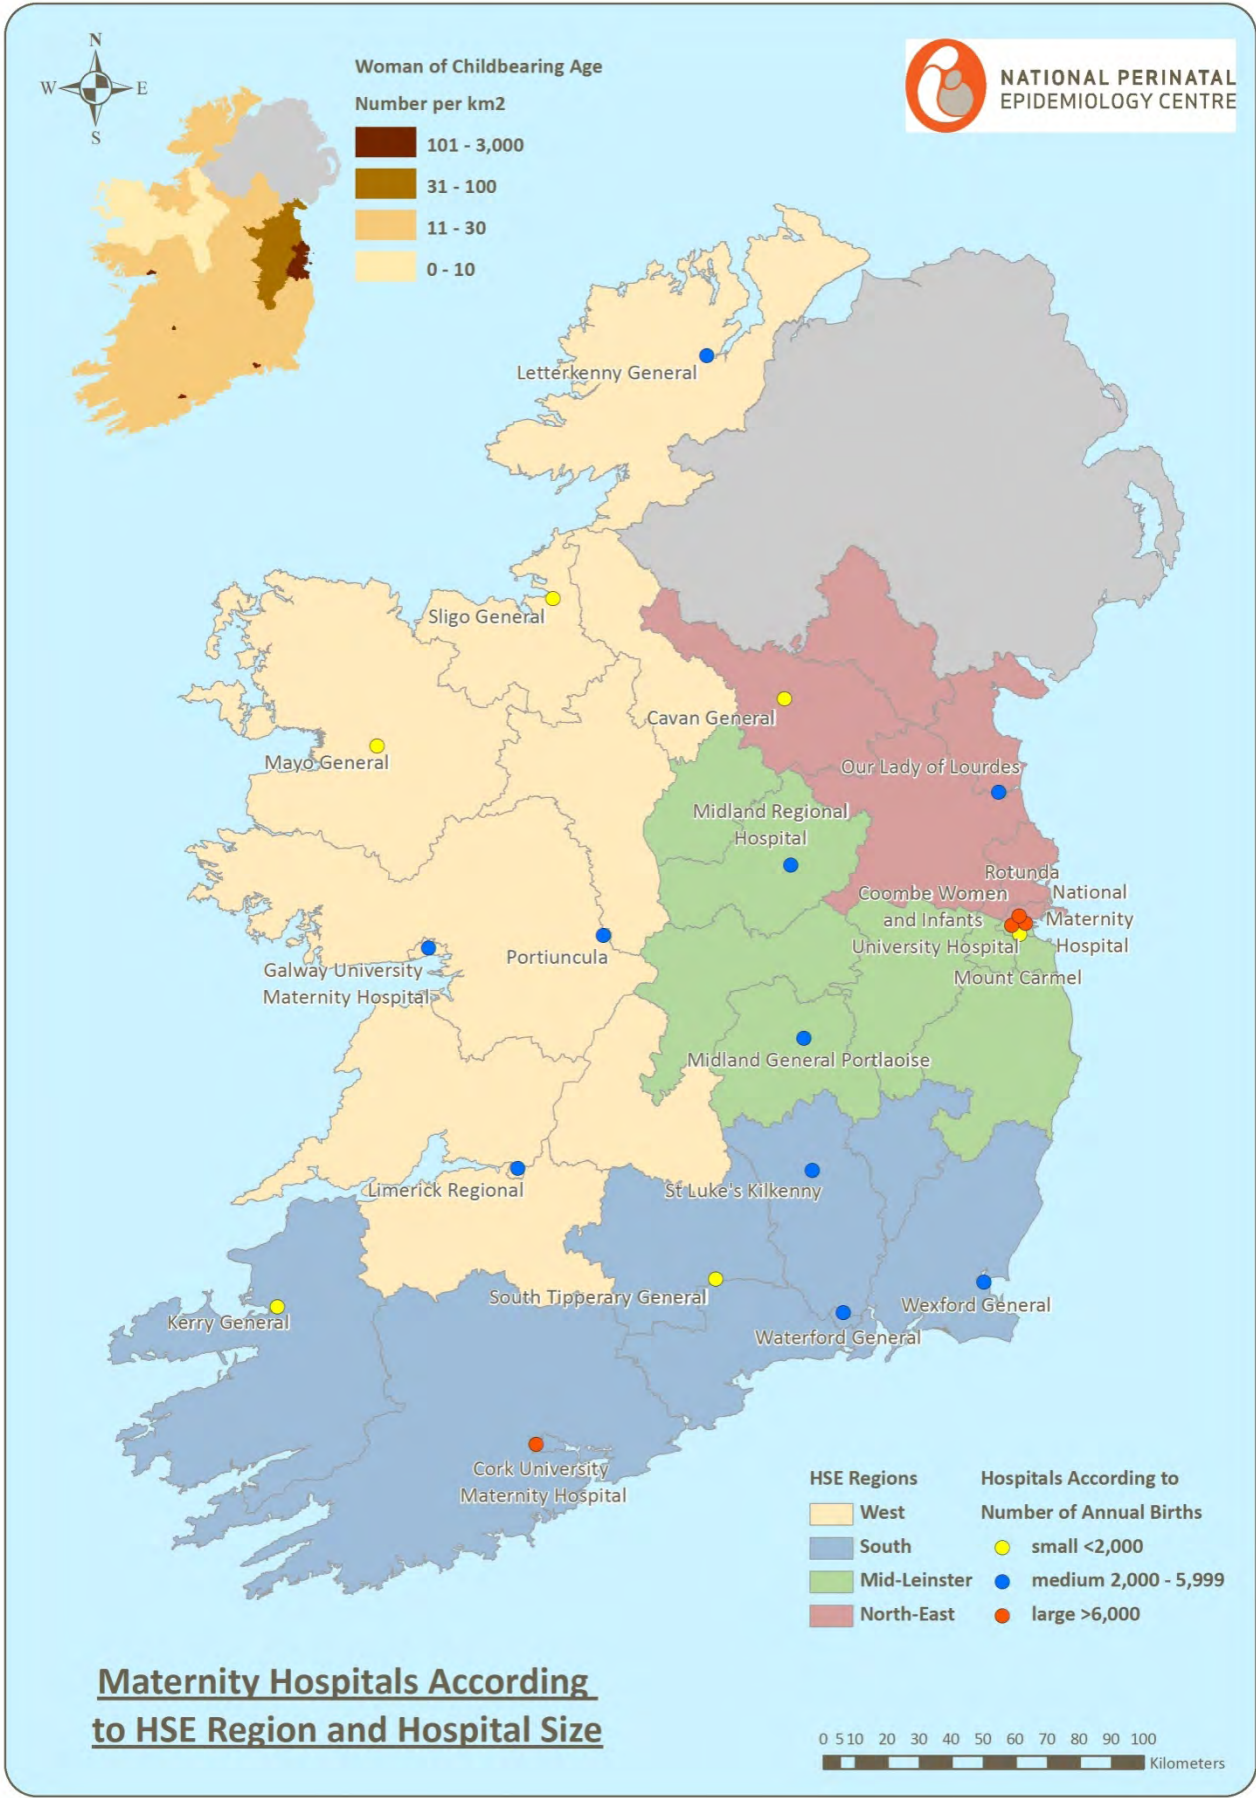 N
W E
S
Woman of Childbearing Age
Number per km2
101 - 3,000
31 - 100
11 - 30
0 - 10
NATIONAL PERINATAL
EPIDEMIOLOGY CENTRE
Letterkenny General
Sligo General
Cavan General
Mayo General
Our Lady of Lourdes
Midland Regional
Hospital
Rotunda
Coombe Women
and Infants
University Hospital
National
Maternity
Hospital
Mount Carmel
Portiuncula
Galway University
Maternity Hospital
Midland General Portlaoise
Limerick Regional
St Luke's Kilkenny
South Tipperary General
Kerry General
Wexford General
Waterford General
Cork University
Maternity Hospital
HSE Regions
West
South
Mid-Leinster
North-East
Hospitals According to
Number of Annual Births
small <2,000
medium 2,000 - 5,999
large >6,000
Maternity Hospitals According
to HSE Region and Hospital Size
0 5 10 20 30 40 50 60 70 80 90 100
Kilometers